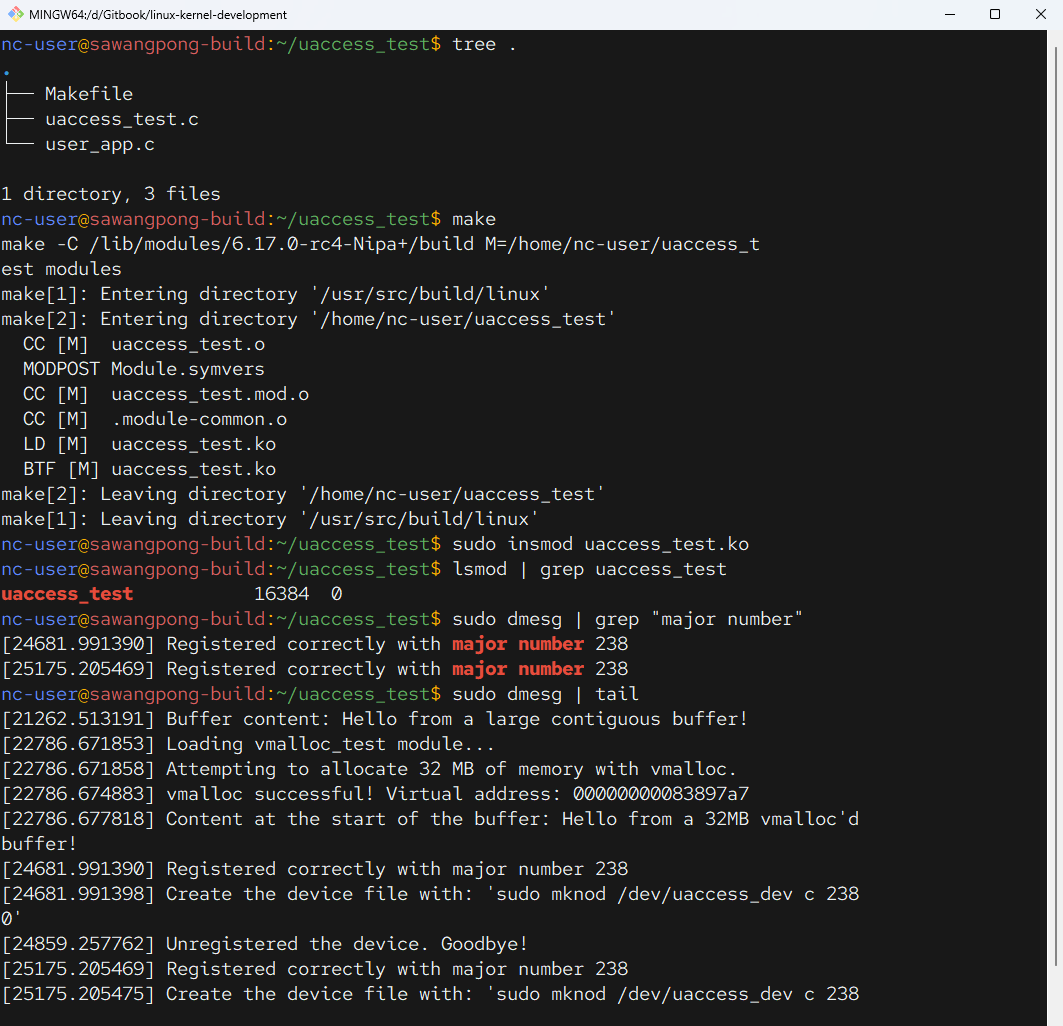 MINGW64:/d/Gitbook/linux-kernel-development
nc-user@sawangpong-build:~/uaccess_test$ tree .
.
├── Makefile
├── uaccess_test.c
└── user_app.c
1 directory, 3 files
nc-user@sawangpong-build:~/uaccess_test$ make
make -C /lib/modules/6.17.0-rc4-Nipa+/build M=/home/nc-user/uaccess_t
est modules
make[1]: Entering directory '/usr/src/build/linux'
make[2]: Entering directory '/home/nc-user/uaccess_test'
  CC [M]  uaccess_test.o
  MODPOST Module.symvers
  CC [M]  uaccess_test.mod.o
  CC [M]  .module-common.o
  LD [M]  uaccess_test.ko
  BTF [M] uaccess_test.ko
make[2]: Leaving directory '/home/nc-user/uaccess_test'
make[1]: Leaving directory '/usr/src/build/linux'
nc-user@sawangpong-build:~/uaccess_test$ sudo insmod uaccess_test.ko
nc-user@sawangpong-build:~/uaccess_test$ lsmod | grep uaccess_test
uaccess_test           16384  0
nc-user@sawangpong-build:~/uaccess_test$ sudo dmesg | grep "major number"
[24681.991390] Registered correctly with major number 238
[25175.205469] Registered correctly with major number 238
nc-user@sawangpong-build:~/uaccess_test$ sudo dmesg | tail
[21262.513191] Buffer content: Hello from a large contiguous buffer!
[22786.671853] Loading vmalloc_test module...
[22786.671858] Attempting to allocate 32 MB of memory with vmalloc.
[22786.674883] vmalloc successful! Virtual address: 00000000083897a7
[22786.677818] Content at the start of the buffer: Hello from a 32MB vmalloc'd
buffer!
[24681.991390] Registered correctly with major number 238
[24681.991398] Create the device file with: 'sudo mknod /dev/uaccess_dev c 238
0'
[24859.257762] Unregistered the device. Goodbye!
[25175.205469] Registered correctly with major number 238
[25175.205475] Create the device file with: 'sudo mknod /dev/uaccess_dev c 238